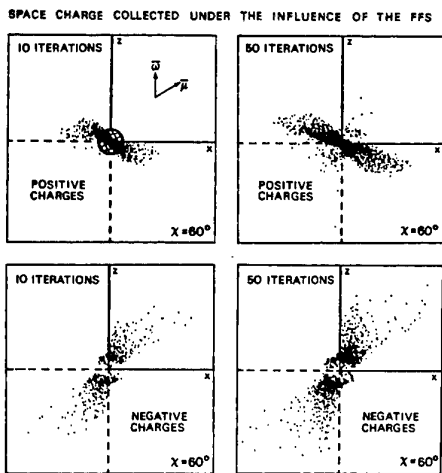 SPACE CHARGE COLLECTED UNDER THE INFLUENCE OF THE FFS
10 ITERATIONS
z
ω̅
μ̅
x
POSITIVE
CHARGES
χ=60°
50 ITERATIONS
z
x
POSITIVE
CHARGES
χ=60°
10 ITERATIONS
z
x
NEGATIVE
CHARGES
χ=60°
50 ITERATIONS
z
x
NEGATIVE
CHARGES
χ=60°